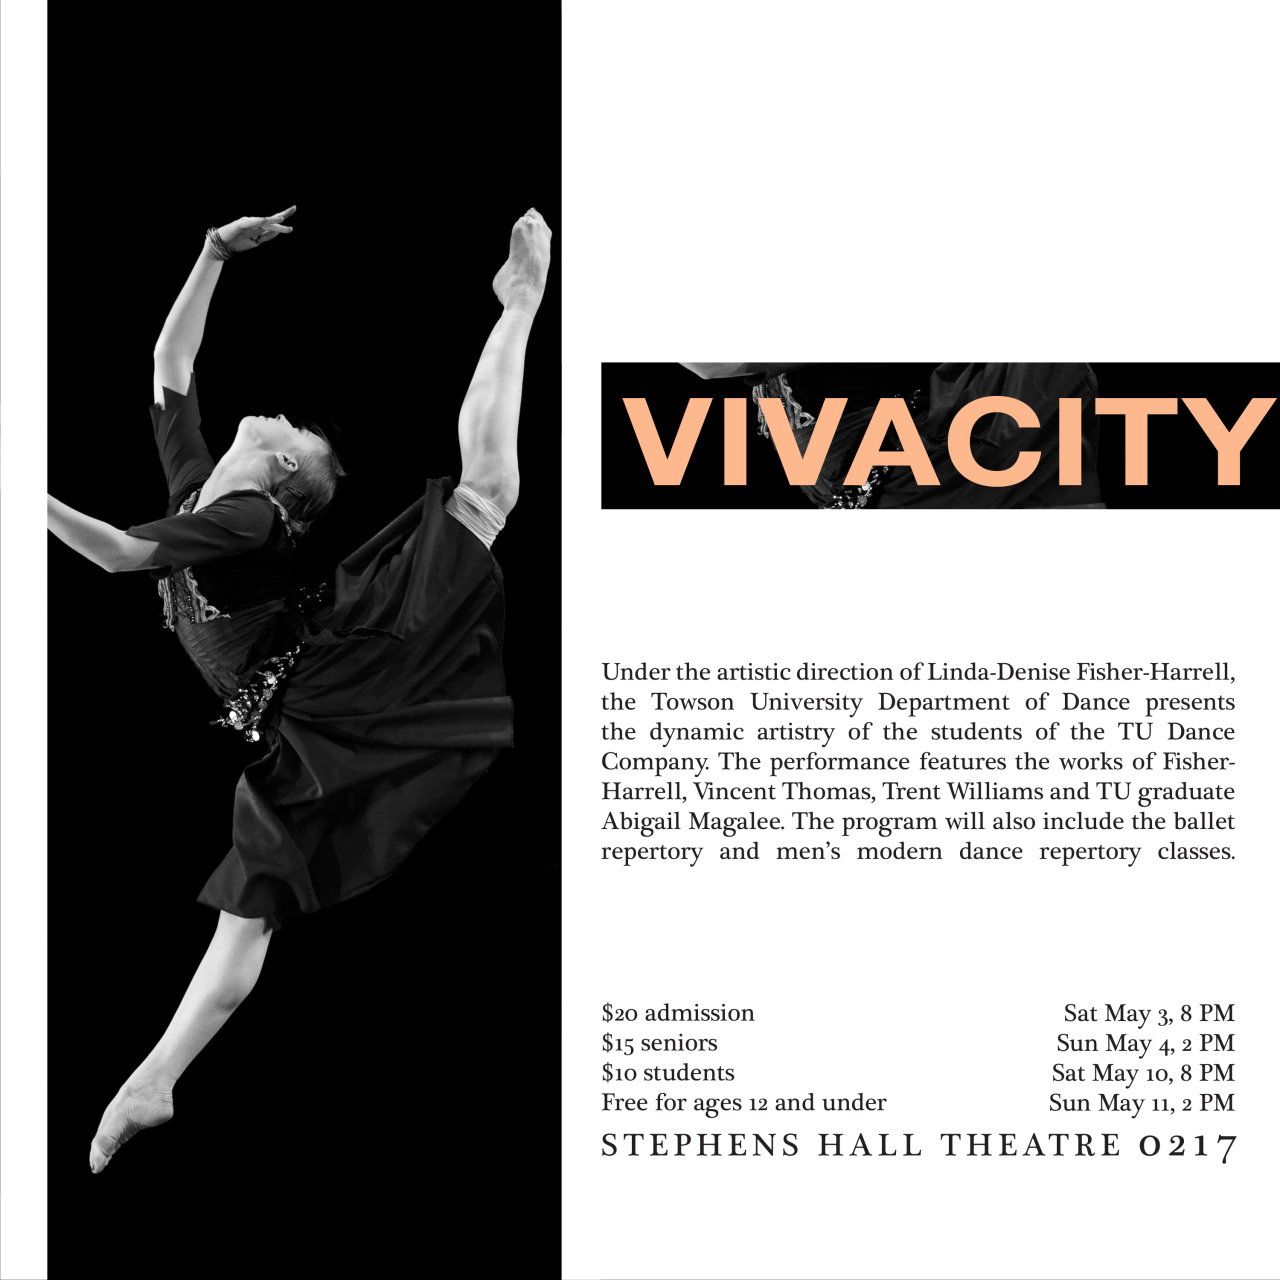 VIVACITY
Under the artistic direction of Linda-Denise Fisher-Harrell,
the Towson University Department of Dance presents
the dynamic artistry of the students of the TU Dance
Company. The performance features the works of Fisher-
Harrell, Vincent Thomas, Trent Williams and TU graduate
Abigail Magalee. The program will also include the ballet
repertory and men’s modern dance repertory classes.
$20 admission
$15 seniors
$10 students
Free for ages 12 and under
Sat May 3, 8 PM
Sun May 4, 2 PM
Sat May 10, 8 PM
Sun May 11, 2 PM
STEPHENS HALL THEATRE 0217